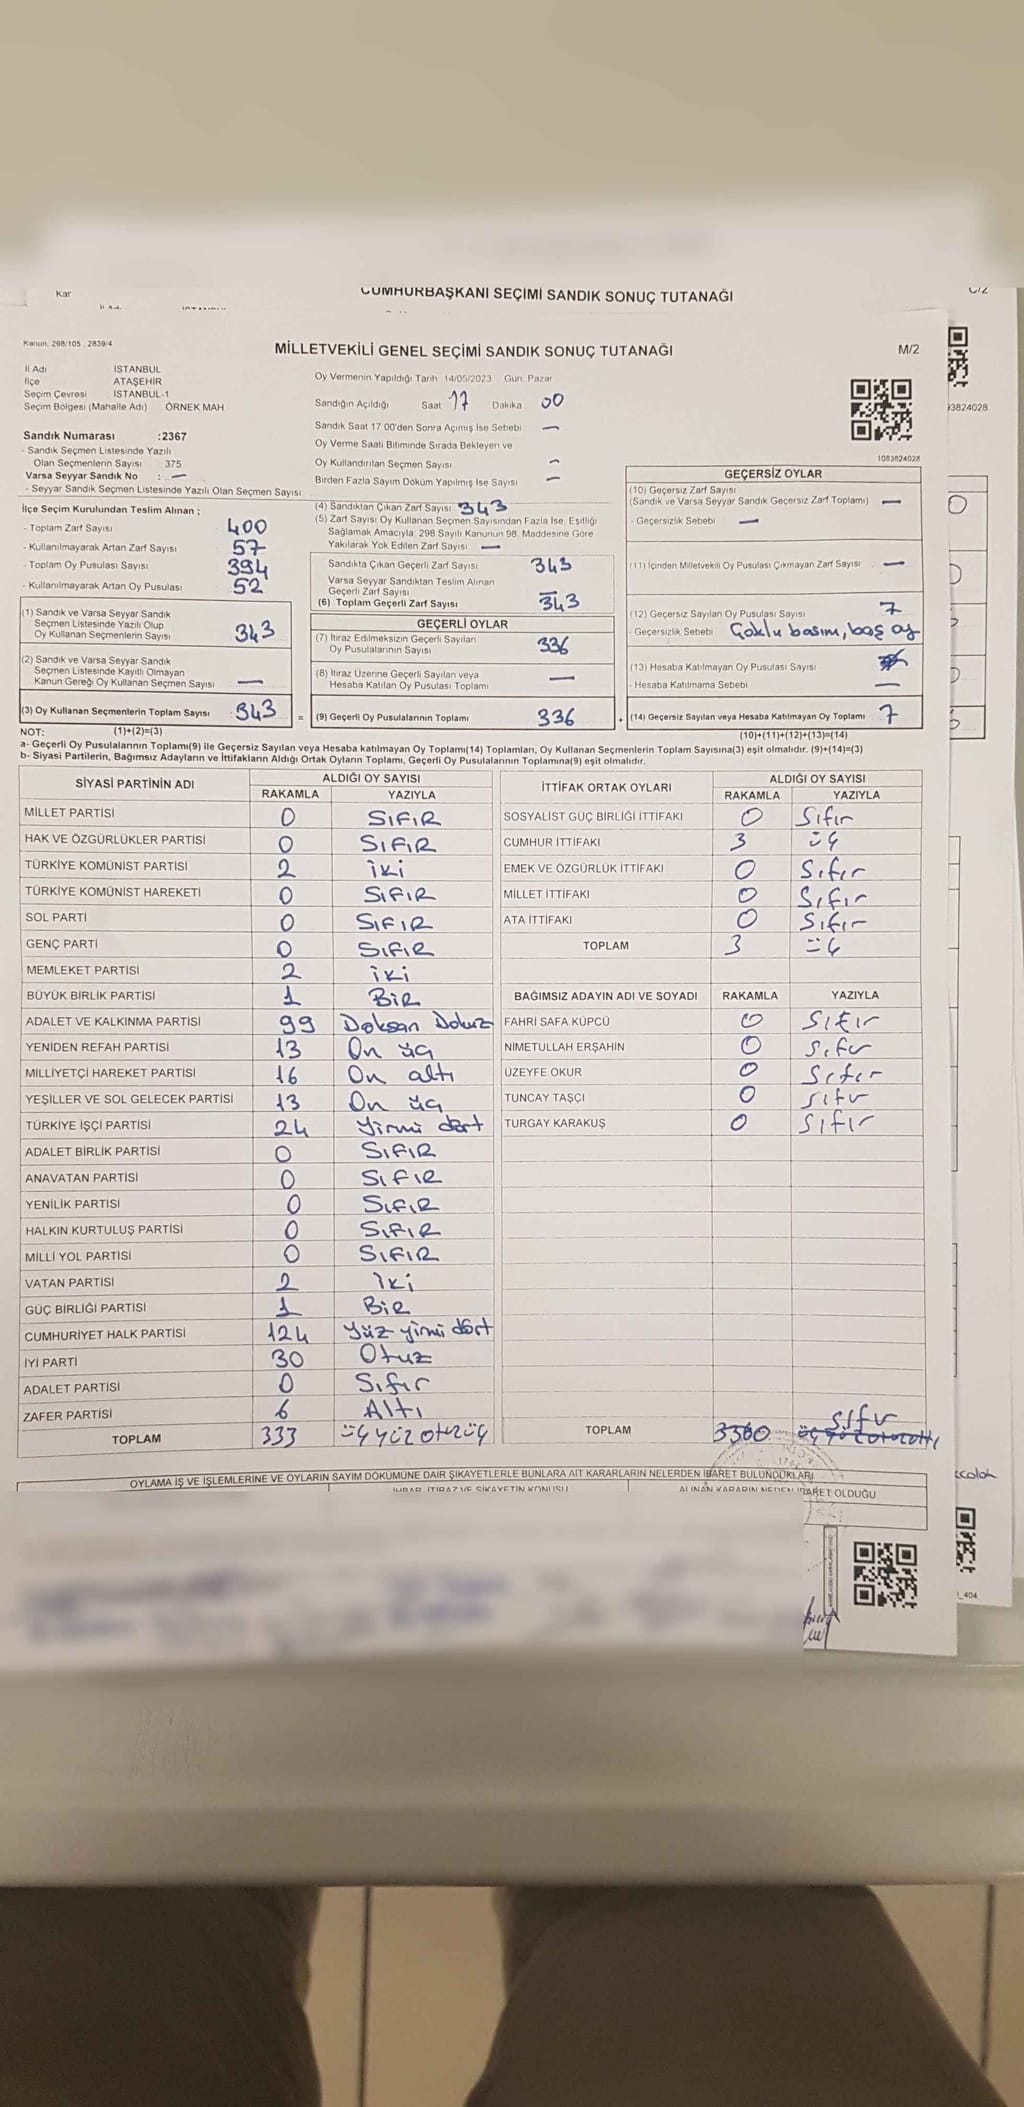 Kar
CUMHURBAŞKANI SEÇİMİ SANDIK SONUÇ TUTANAĞI
C/2
Kanun. 298/105 , 2839/4
MİLLETVEKİLİ GENEL SEÇİMİ SANDIK SONUÇ TUTANAĞI
M/2
İl Adı İSTANBUL
İlçe ATAŞEHİR
Seçim Çevresi İSTANBUL-1
Seçim Bölgesi (Mahalle Adı) ÖRNEK MAH
Oy Vermenin Yapıldığı Tarih 14/05/2023 Gün Pazar
Sandığın Açıldığı Saat 17 Dakika 00
Sandık Saat 17 00'den Sonra Açımış İse Sebebi —
Oy Verme Saati Bitiminde Sırada Bekleyen ve
Oy Kullandırılan Seçmen Sayısı —
Birden Fazla Sayım Döküm Yapılmış İse Sayısı —
93824028
1083824028
Sandık Numarası :2367
- Sandık Seçmen Listesinde Yazılı
Olan Seçmenlerin Sayısı 375
Varsa Seyyar Sandık No : —
- Seyyar Sandık Seçmen Listesinde Yazılı Olan Seçmen Sayısı
İlçe Seçim Kurulundan Teslim Alınan ;
- Toplam Zarf Sayısı 400
- Kullanılmayarak Artan Zarf Sayısı 57
- Toplam Oy Pusulası Sayısı 394
- Kullanılmayarak Artan Oy Pusulası 52
(1) Sandık ve Varsa Seyyar Sandık
Seçmen Listesinde Yazılı Olup
Oy Kullanan Seçmenlerin Sayısı 343
(2) Sandık ve Varsa Seyyar Sandık
Seçmen Listesinde Kayıtlı Olmayan
Kanun Gereği Oy Kullanan Seçmen Sayısı —
(3) Oy Kullanan Seçmenlerin Toplam Sayısı 343 =
(4) Sandıktan Çıkan Zarf Sayısı 343
(5) Zarf Sayısı Oy Kullanan Seçmen Sayısından Fazla İse, Eşitliği
Sağlamak Amacıyla, 298 Sayılı Kanunun 98. Maddesine Göre
Yakılarak Yok Edilen Zarf Sayısı —
Sandıkta Çıkan Geçerli Zarf Sayısı 343
Varsa Seyyar Sandıktan Teslim Alınan
Geçerli Zarf Sayısı —
(6) Toplam Geçerli Zarf Sayısı 343
GEÇERLİ OYLAR
(7) İtiraz Edilmeksizin Geçerli Sayılan
Oy Pusulalarının Sayısı 336
(8) İtiraz Üzerine Geçerli Sayılan veya
Hesaba Katılan Oy Pusulası Toplamı —
(9) Geçerli Oy Pusulalarının Toplamı 336 +
GEÇERSİZ OYLAR
(10) Geçersiz Zarf Sayısı
(Sandık ve Varsa Seyyar Sandık Geçersiz Zarf Toplamı) —
- Geçersizlik Sebebi —
(11) İçinden Milletvekili Oy Pusulası Çıkmayan Zarf Sayısı —
(12) Geçersiz Sayılan Oy Pusulası Sayısı 7
- Geçersizlik Sebebi Çoklu basım, boş oy
(13) Hesaba Katılmayan Oy Pusulası Sayısı
- Hesaba Katılmama Sebebi —
(14) Geçersiz Sayılan veya Hesaba Katılmayan Oy Toplamı 7
NOT: (1)+(2)=(3)
(10)+(11)+(12)+(13)=(14)
a- Geçerli Oy Pusulalarının Toplamı(9) ile Geçersiz Sayılan veya Hesaba katılmayan Oy Toplamı(14) Toplamları, Oy Kullanan Seçmenlerin Toplam Sayısına(3) eşit olmalıdır. (9)+(14)=(3)
b- Siyasi Partilerin, Bağımsız Adayların ve İttifakların Aldığı Ortak Oyların Toplamı, Geçerli Oy Pusulalarının Toplamına(9) eşit olmalıdır.
SİYASİ PARTİNİN ADI ALDIĞI OY SAYISI
RAKAMLA YAZIYLA
MİLLET PARTİSİ 0 SIFIR
HAK VE ÖZGÜRLÜKLER PARTİSİ 0 SIFIR
TÜRKİYE KOMÜNİST PARTİSİ 2 iki
TÜRKİYE KOMÜNİST HAREKETİ 0 SIFIR
SOL PARTİ 0 SIFIR
GENÇ PARTİ 0 SIFIR
MEMLEKET PARTİSİ 2 iki
BÜYÜK BİRLİK PARTİSİ 1 BİR
ADALET VE KALKINMA PARTİSİ 99 Doksan Dokuz
YENİDEN REFAH PARTİSİ 13 On üç
MİLLİYETÇİ HAREKET PARTİSİ 16 On altı
YEŞİLLER VE SOL GELECEK PARTİSİ 13 On üç
TÜRKİYE İŞÇİ PARTİSİ 24 Yirmi dört
ADALET BİRLİK PARTİSİ 0 SIFIR
ANAVATAN PARTİSİ 0 SIFIR
YENİLİK PARTİSİ 0 SIFIR
HALKIN KURTULUŞ PARTİSİ 0 SIFIR
MİLLİ YOL PARTİSİ 0 SIFIR
VATAN PARTİSİ 2 iki
GÜÇ BİRLİĞİ PARTİSİ 1 Bir
CUMHURİYET HALK PARTİSİ 124 Yüz yirmi dört
İYİ PARTİ 30 Otuz
ADALET PARTİSİ 0 Sıfır
ZAFER PARTİSİ 6 Altı
TOPLAM 333 üç yüz otuz üç
İTTİFAK ORTAK OYLARI ALDIĞI OY SAYISI
RAKAMLA YAZIYLA
SOSYALİST GÜÇ BİRLİĞİ İTTİFAKI 0 Sıfır
CUMHUR İTTİFAKI 3 üç
EMEK VE ÖZGÜRLÜK İTTİFAKI 0 Sıfır
MİLLET İTTİFAKI 0 Sıfır
ATA İTTİFAKI 0 Sıfır
TOPLAM 3 üç
BAĞIMSIZ ADAYIN ADI VE SOYADI RAKAMLA YAZIYLA
FAHRİ SAFA KÜPCÜ 0 Sıfır
NİMETULLAH ERŞAHİN 0 Sıfır
ÜZEYFE OKUR 0 Sıfır
TUNCAY TAŞÇI 0 Sıfır
TURGAY KARAKUŞ 0 Sıfır
TOPLAM 0 Sıfır
OYLAMA İŞ VE İŞLEMLERİNE VE OYLARIN SAYIM DÖKÜMÜNE DAİR ŞİKAYETLERLE BUNLARA AİT KARARLARIN NELERDEN İBARET BULUNDUKLARI
İHBAR, İTİRAZ VE ŞİKAYETİN KONUSU
ALINAN KARARIN NEDEN İBARET OLDUĞU